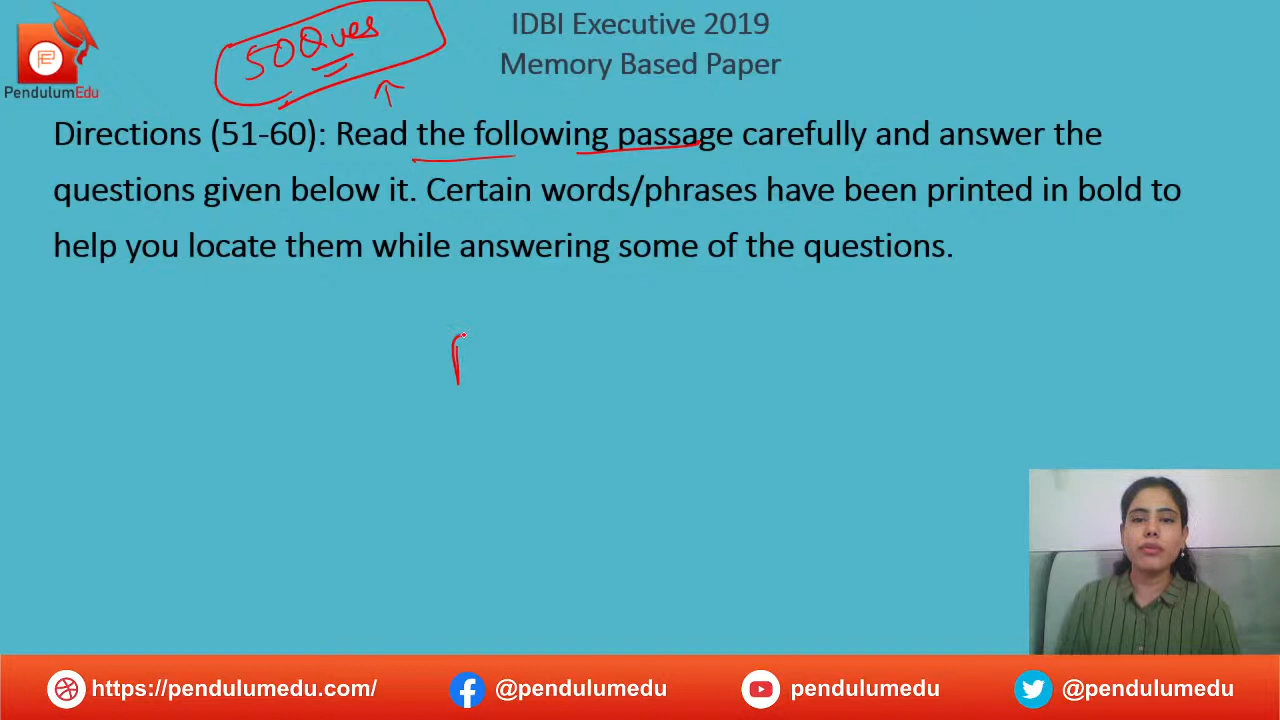 IDBI Executive 2019
Memory Based Paper
50 Ques
PendulumEdu
Directions (51-60): Read the following passage carefully and answer the
questions given below it. Certain words/phrases have been printed in bold to
help you locate them while answering some of the questions.
https://pendulumedu.com/
@pendulumedu
pendulumedu
@pendulumedu